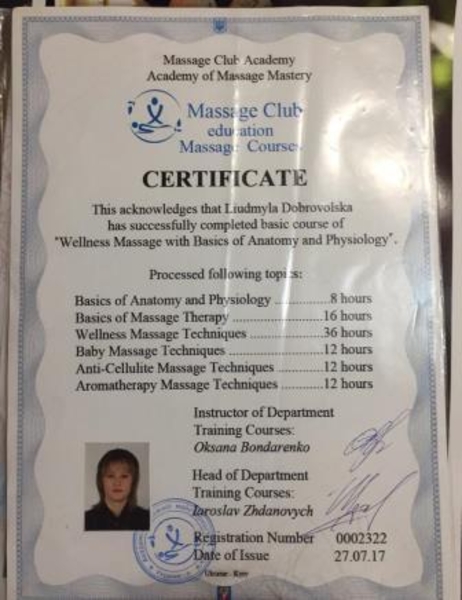 Massage Club Academy
Academy of Massage Mastery
Massage Club
education
Massage Courses
CERTIFICATE
This acknowledges that Liudmyla Dobrovolska
has successfully completed basic course of
"Wellness Massage with Basics of Anatomy and Physiology".
Processed following topics:
Basics of Anatomy and Physiology ................ 8 hours
Basics of Massage Therapy ................ 16 hours
Wellness Massage Techniques ................ 36 hours
Baby Massage Techniques ................ 12 hours
Anti-Cellulite Massage Techniques ................ 12 hours
Aromatherapy Massage Techniques ................ 12 hours
Instructor of Department
Training Courses:
Oksana Bondarenko
Head of Department
Training Courses:
Iaroslav Zhdanovych
Registration Number 0002322
Date of Issue 27.07.17
Ukraine - Kyiv